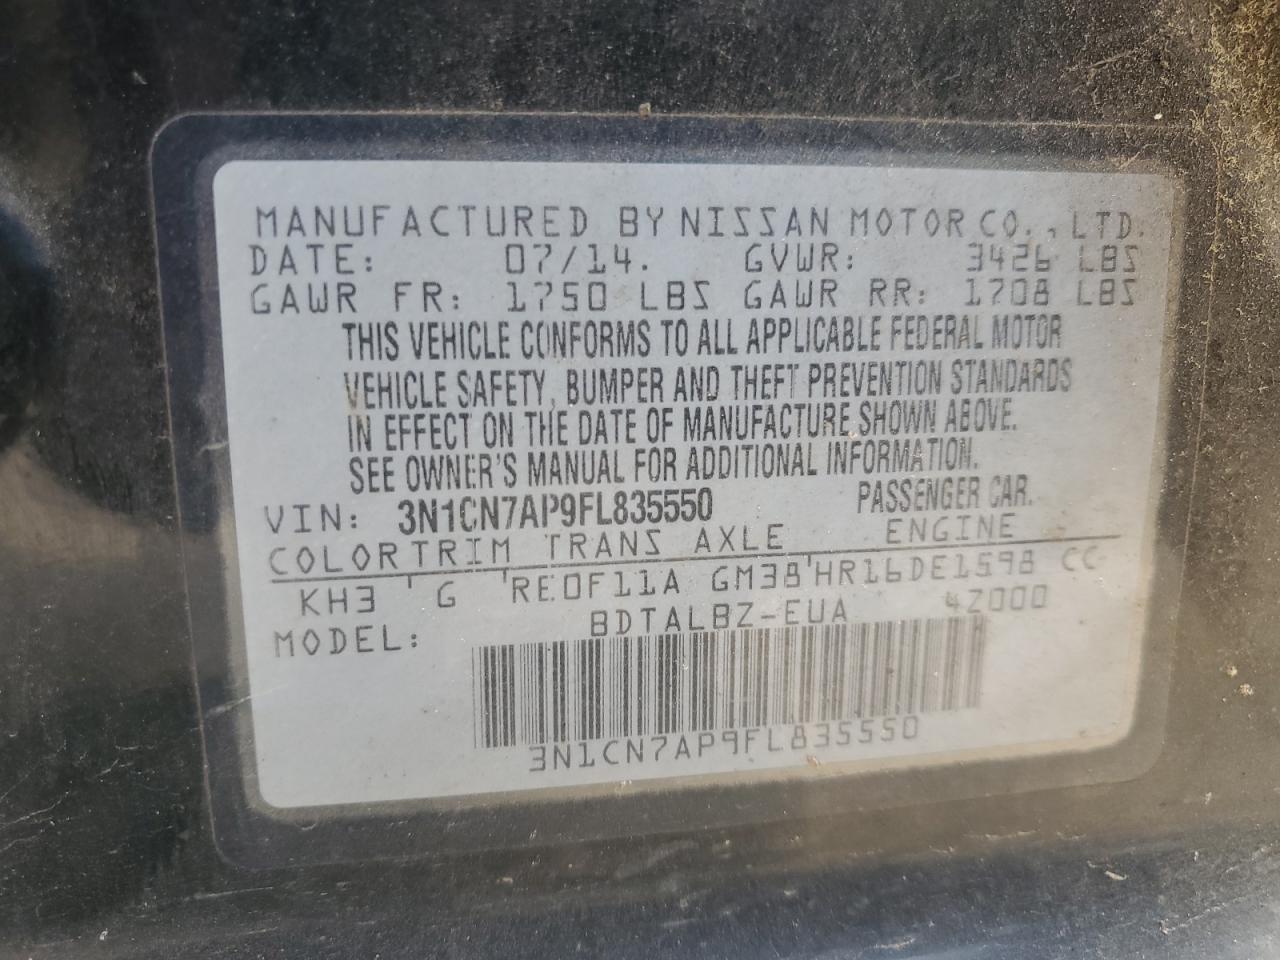 MANUFACTURED BY NISSAN MOTOR CO., LTD.
DATE: 07/14. GVWR: 3426 LBS
GAWR FR: 1750 LBS GAWR RR: 1708 LBS
THIS VEHICLE CONFORMS TO ALL APPLICABLE FEDERAL MOTOR
VEHICLE SAFETY, BUMPER AND THEFT PREVENTION STANDARDS
IN EFFECT ON THE DATE OF MANUFACTURE SHOWN ABOVE.
SEE OWNER'S MANUAL FOR ADDITIONAL INFORMATION.
VIN: 3N1CN7AP9FL835550 PASSENGER CAR.
COLOR TRIM TRANS AXLE ENGINE
KH3 ' G 'RE0F11A GM38'HR16DE1598 CC
MODEL: BDTALBZ-EUA 4Z000
3N1CN7AP9FL835550